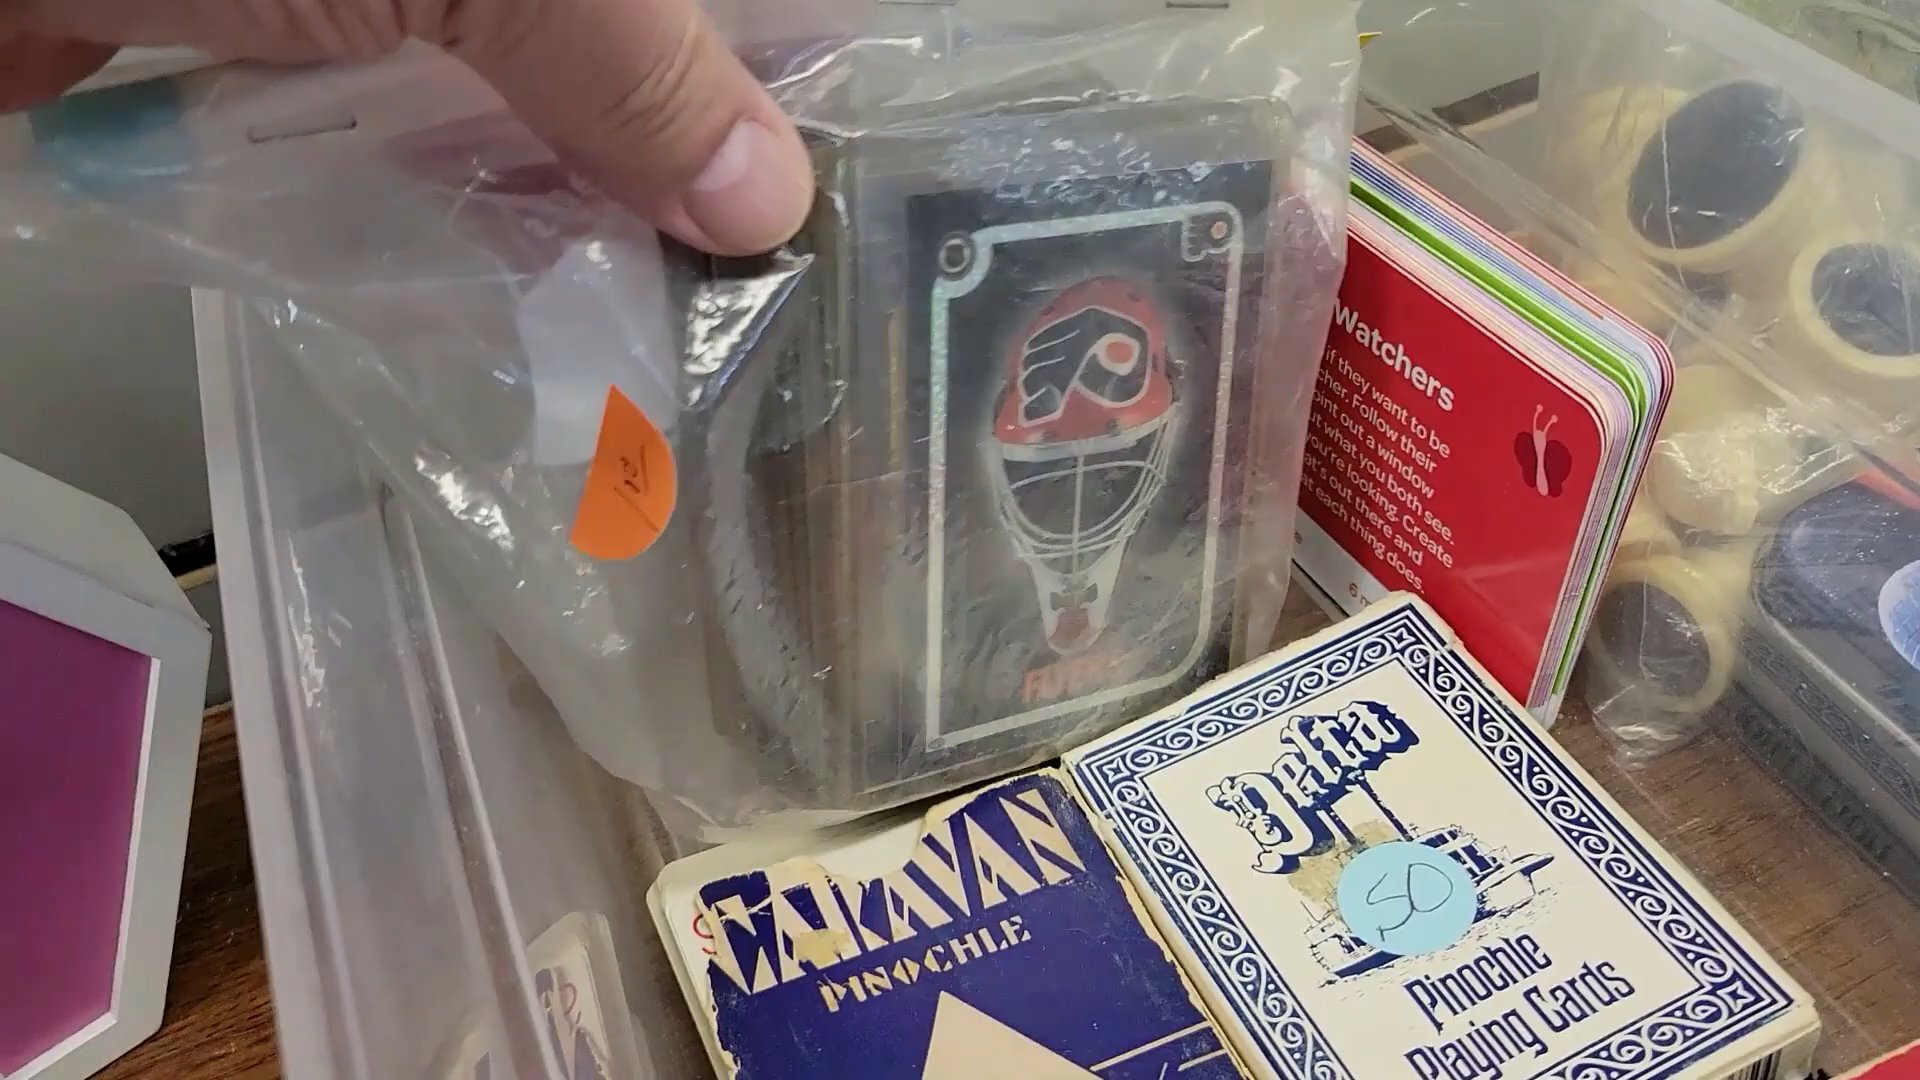 FLYERS
Watchers
if they want to be
cher. Follow their
oint out a window
ut what you both see.
you're looking. Create
at's out there and
at each thing does.
Delta
50
Pinochle
Playing Cards
CARAVAN
PINOCHLE